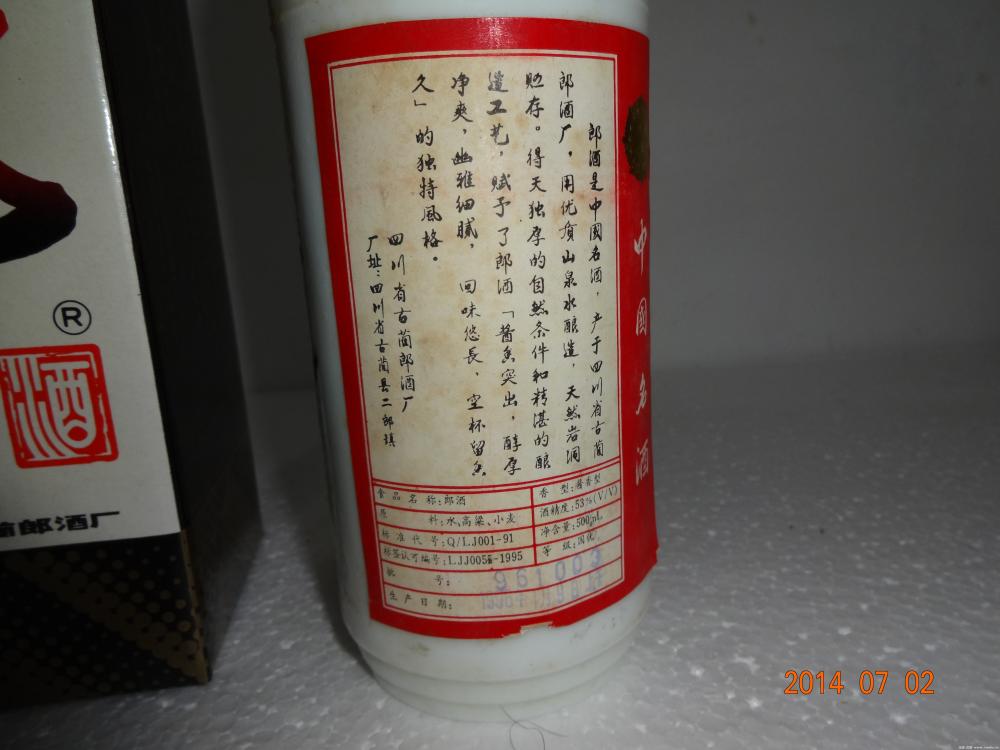 郎酒是中國名酒，产于四川省古蔺
郎酒厂，用优质山泉水酿造，天然岩洞
贮存。得天独厚的自然条件和精湛的酿
造工艺，赋予了郎酒「酱香突出，醇厚
净爽，幽雅细腻，回味悠長，空杯留香
久」的独特風格。
四川省古蔺郎酒厂
厂址：四川省古蔺县二郎镇
食品名称:郎酒
香型:酱香型
原料:水、高粱、小麦
酒精度:53%(V/V)
标准代号:Q/LJ001-91
净含量:500mL
标签认可编号:LJJ005-1995
等级:国优
批号: 961003
生产日期:
中國名酒
®
酒
郎酒厂
2014 07 02